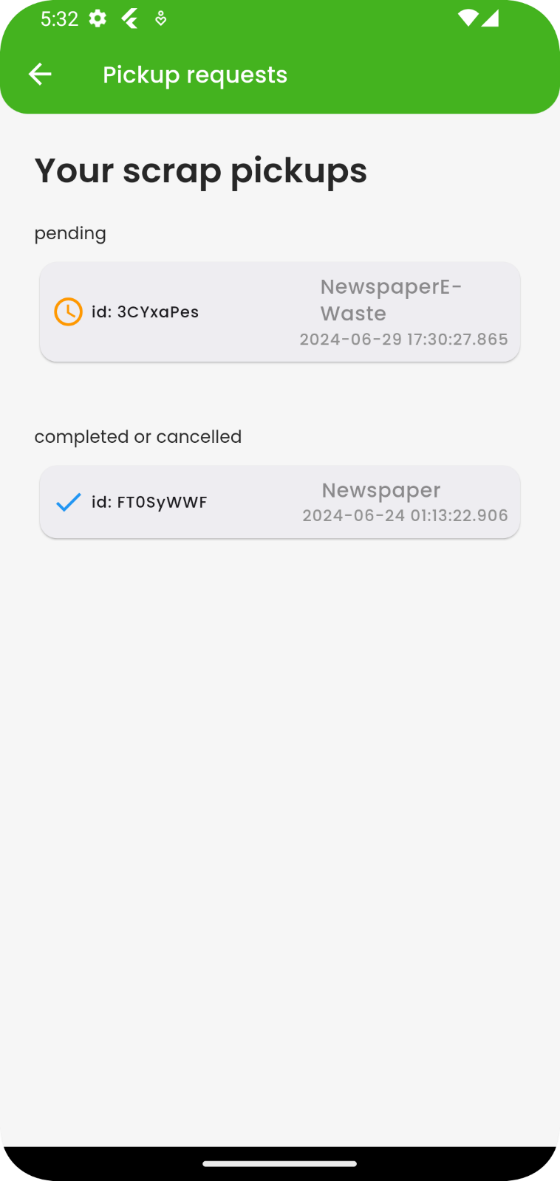 5:32
Pickup requests
Your scrap pickups
pending
NewspaperE-
Waste
id: 3CYxaPes
2024-06-29 17:30:27.865
completed or cancelled
Newspaper
id: FT0SyWWF
2024-06-24 01:13:22.906